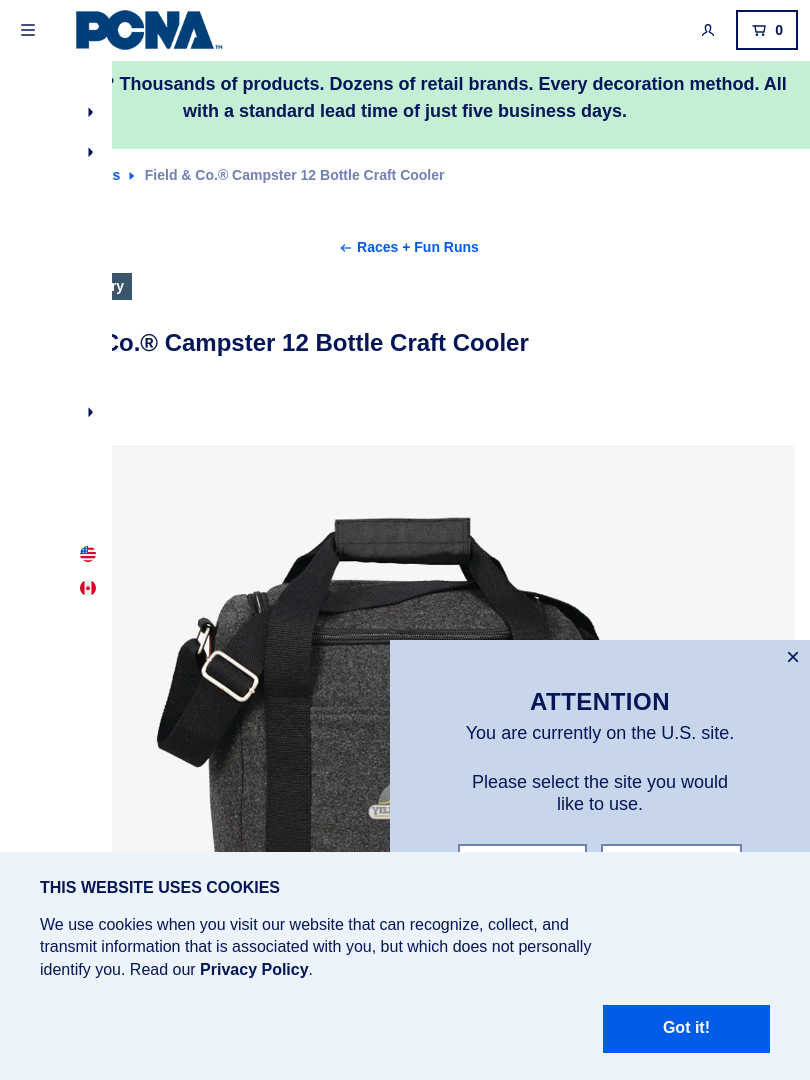 PCNA™
0
? Thousands of products. Dozens of retail brands. Every decoration method. All
with a standard lead time of just five business days.
s Field & Co.® Campster 12 Bottle Craft Cooler
← Races + Fun Runs
ry
Co.® Campster 12 Bottle Craft Cooler
ATTENTION
You are currently on the U.S. site.
Please select the site you would
like to use.
THIS WEBSITE USES COOKIES
We use cookies when you visit our website that can recognize, collect, and
transmit information that is associated with you, but which does not personally
identify you. Read our Privacy Policy.
Got it!